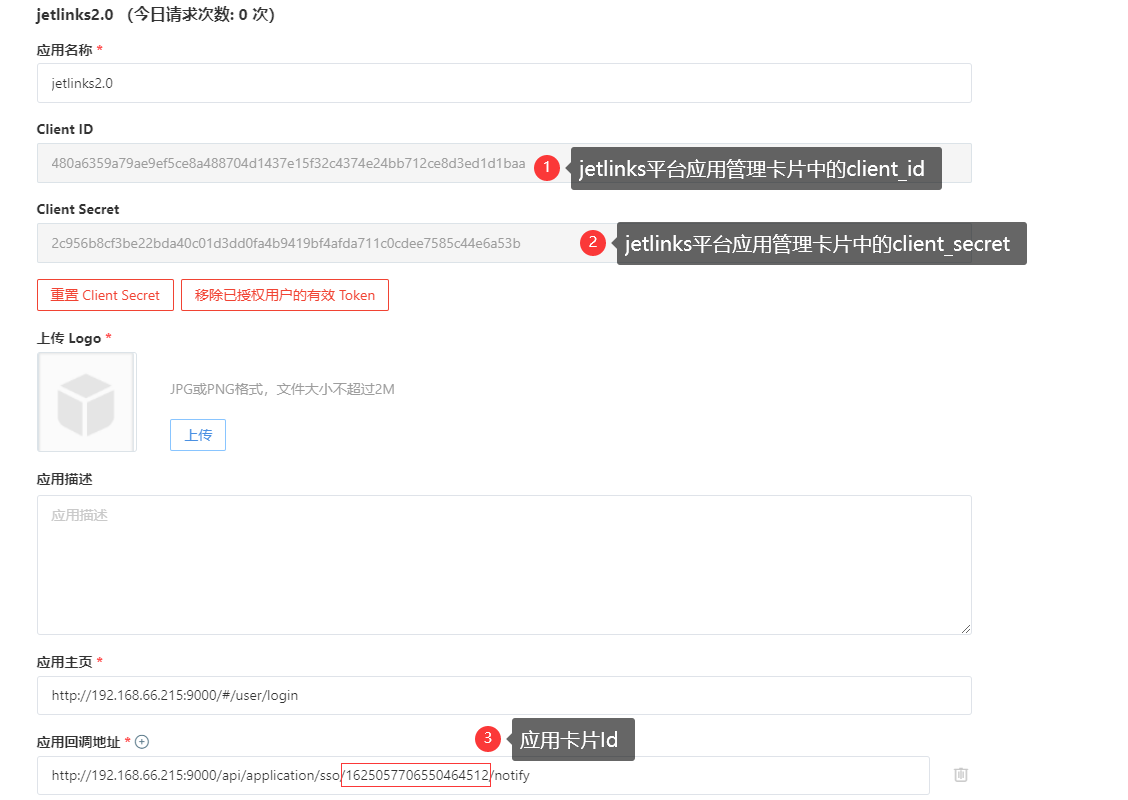 jetlinks2.0 （今日请求次数: 0 次）
应用名称 *
jetlinks2.0
Client ID
480a6359a79ae9ef5ce8a488704d1437e15f32c4374e24bb712ce8d3ed1d1baa
1 jetlinks平台应用管理卡片中的client_id
Client Secret
2c956b8cf3be22bda40c01d3dd0fa4b9419bf4afda711c0cdee7585c44e6a53b
2 jetlinks平台应用管理卡片中的client_secret
重置 Client Secret 移除已授权用户的有效 Token
上传 Logo *
JPG或PNG格式，文件大小不超过2M
上传
应用描述
应用描述
应用主页 *
http://192.168.66.215:9000/#/user/login
应用回调地址 *
3 应用卡片Id
http://192.168.66.215:9000/api/application/sso/1625057706550464512/notify